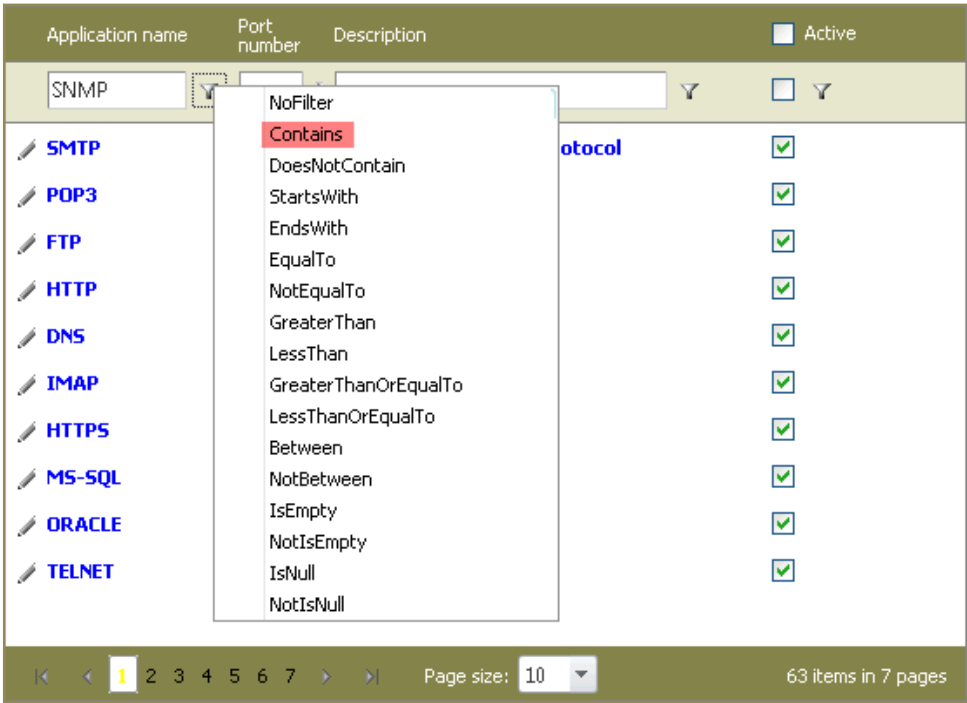 Application name Port number Description Active
SNMP
NoFilter
Contains
DoesNotContain
StartsWith
EndsWith
EqualTo
NotEqualTo
GreaterThan
LessThan
GreaterThanOrEqualTo
LessThanOrEqualTo
Between
NotBetween
IsEmpty
NotIsEmpty
IsNull
NotIsNull
SMTP otocol
POP3
FTP
HTTP
DNS
IMAP
HTTPS
MS-SQL
ORACLE
TELNET
1 2 3 4 5 6 7 Page size: 10 63 items in 7 pages